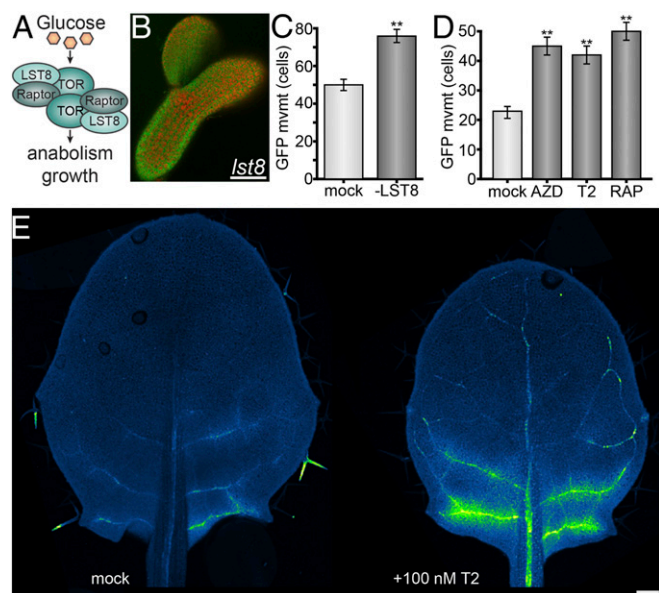 A
Glucose
LST8
TOR
Raptor
TOR
Raptor
LST8
anabolism
growth
B
lst8
C
GFP mvmt (cells)
80
60
40
20
0
**
mock
-LST8
D
GFP mvmt (cells)
50
40
30
20
10
0
** ** **
mock AZD T2 RAP
E
mock
+100 nM T2